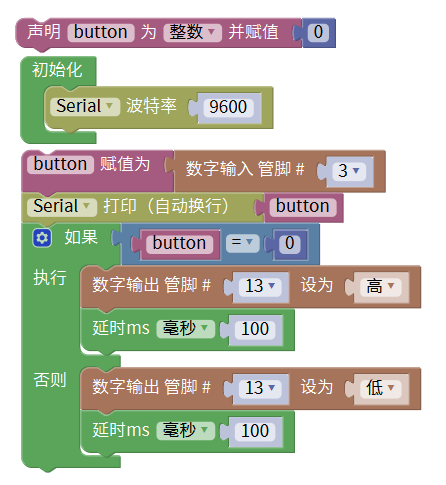 声明 button 为 整数 并赋值 0
初始化
Serial 波特率 9600
button 赋值为 数字输入 管脚 # 3
Serial 打印（自动换行） button
如果 button = 0
执行 数字输出 管脚 # 13 设为 高
延时ms 毫秒 100
否则 数字输出 管脚 # 13 设为 低
延时ms 毫秒 100